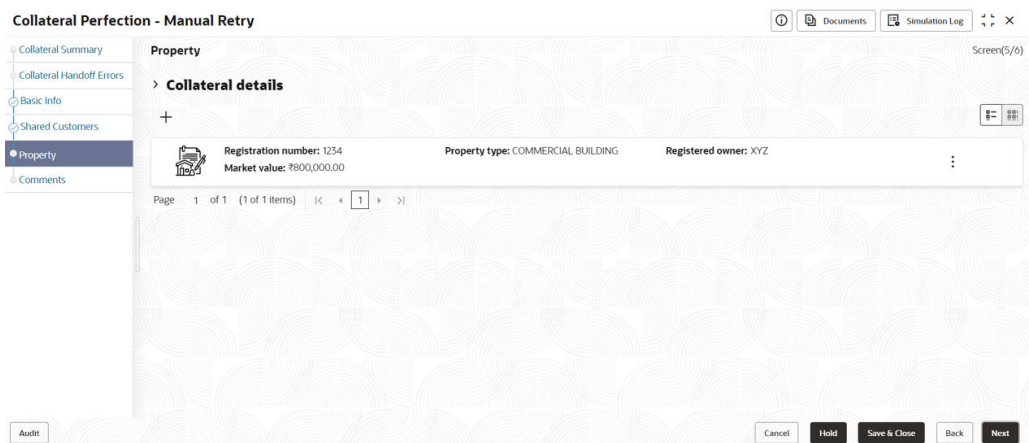 Collateral Perfection - Manual Retry
Documents
Simulation Log
Collateral Summary
Collateral Handoff Errors
Basic Info
Shared Customers
Property
Comments
Property
Screen(5/6)
Collateral details
Registration number: 1234
Property type: COMMERCIAL BUILDING
Registered owner: XYZ
Market value: ₹800,000.00
Page 1 of 1 (1 of 1 items) 1
Audit
Cancel
Hold
Save & Close
Back
Next